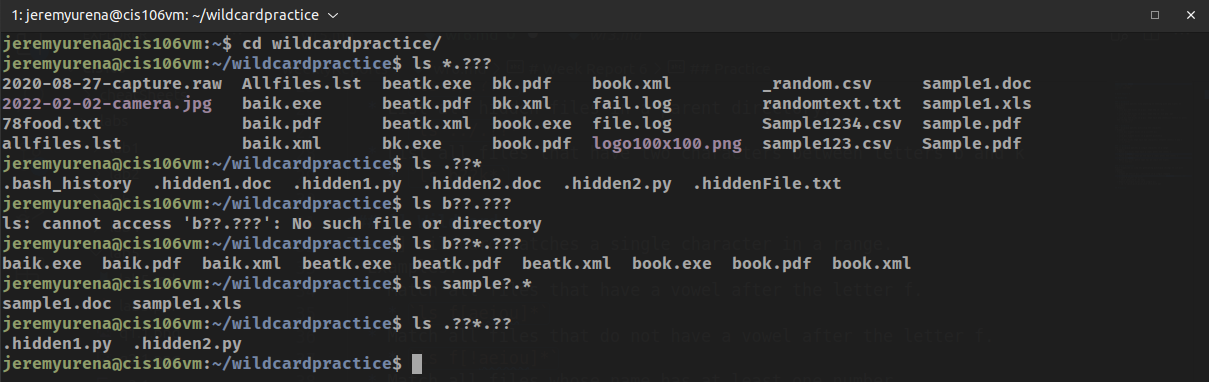 1: jeremyurena@cis106vm: ~/wildcardpractice
jeremyurena@cis106vm:~$ cd wildcardpractice/
jeremyurena@cis106vm:~/wildcardpractice$ ls *.???
2020-08-27-capture.raw  Allfiles.lst  beatk.exe  bk.pdf    book.xml         _random.csv     sample1.doc
2022-02-02-camera.jpg   baik.exe      beatk.pdf  bk.xml    fail.log         randomtext.txt  sample1.xls
78food.txt              baik.pdf      beatk.xml  book.exe  file.log         Sample1234.csv  sample.pdf
allfiles.lst            baik.xml      bk.exe     book.pdf  logo100x100.png  sample123.csv   Sample.pdf
jeremyurena@cis106vm:~/wildcardpractice$ ls .??*
.bash_history  .hidden1.doc  .hidden1.py  .hidden2.doc  .hidden2.py  .hiddenFile.txt
jeremyurena@cis106vm:~/wildcardpractice$ ls b??.???
ls: cannot access 'b??.???': No such file or directory
jeremyurena@cis106vm:~/wildcardpractice$ ls b??*.???
baik.exe  baik.pdf  baik.xml  beatk.exe  beatk.pdf  beatk.xml  book.exe  book.pdf  book.xml
jeremyurena@cis106vm:~/wildcardpractice$ ls sample?.*
sample1.doc  sample1.xls
jeremyurena@cis106vm:~/wildcardpractice$ ls .??*.??
.hidden1.py  .hidden2.py
jeremyurena@cis106vm:~/wildcardpractice$